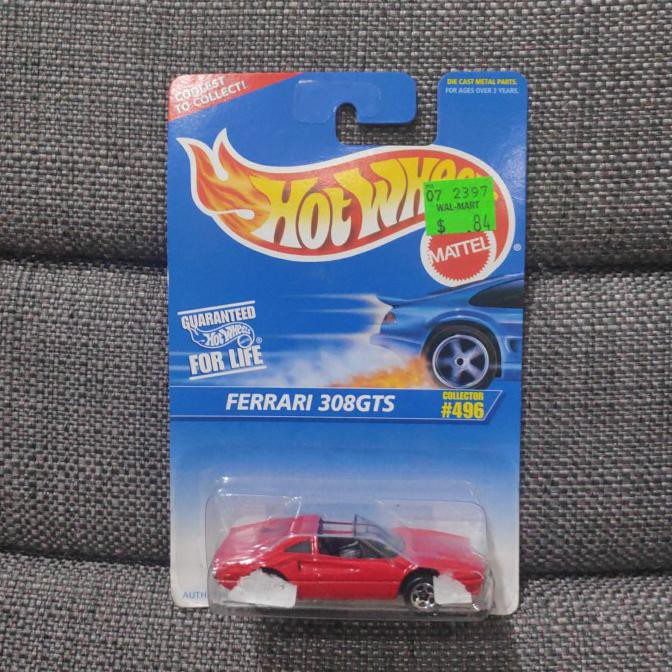 COOLEST
TO COLLECT!
DIE CAST METAL PARTS.
FOR AGES OVER 3 YEARS.
HOT WHEELS
07 2397
WAL-MART
$ .84
MATTEL
®
GUARANTEED
Hot Wheels®
FOR LIFE
FERRARI 308GTS
COLLECTOR
#496